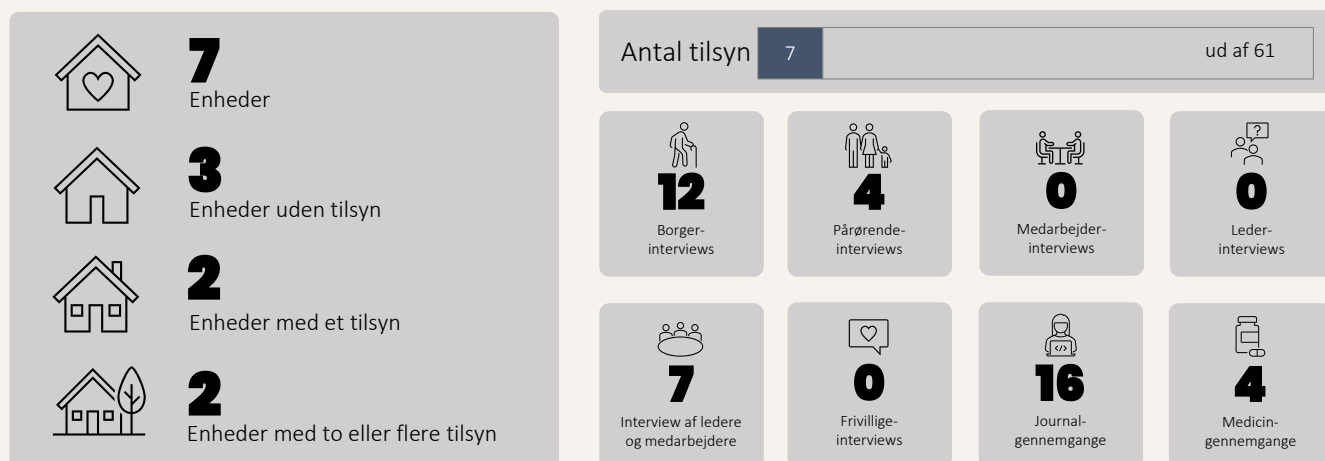 7
Enheder
3
Enheder uden tilsyn
2
Enheder med et tilsyn
2
Enheder med to eller flere tilsyn
Antal tilsyn 7 ud af 61
12
Borger-
interviews
4
Pårørende-
interviews
0
Medarbejder-
interviews
?
0
Leder-
interviews
7
Interview af ledere
og medarbejdere
0
Frivillige-
interviews
</>
16
Journal-
gennemgange
4
Medicin-
gennemgange